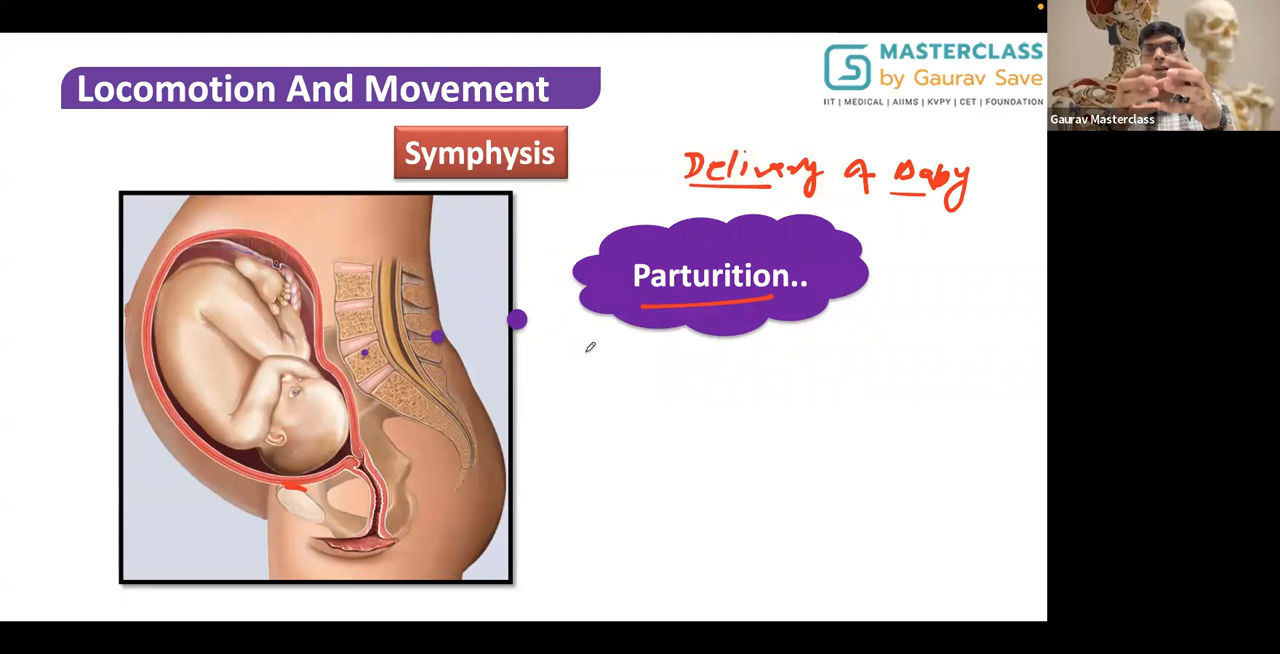 MASTERCLASS
by Gaurav Save
IIT | MEDICAL | AIIMS | KVPY | CET | FOUNDATION
Gaurav Masterclass
Locomotion And Movement
Symphysis
Delivery of Baby
Parturition..